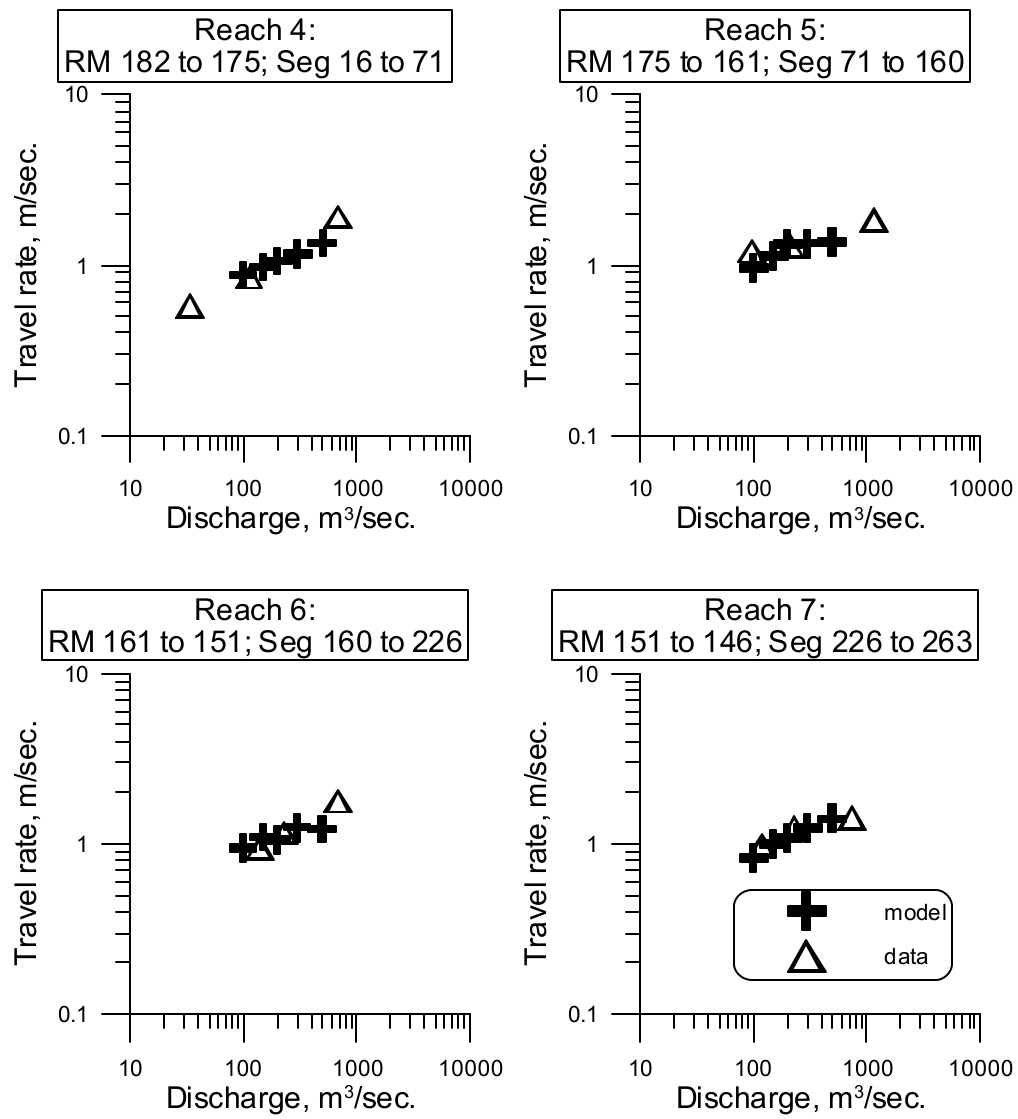 Reach 4:
RM 182 to 175; Seg 16 to 71
10
1
0.1
Travel rate, m/sec.
10 100 1000 10000
Discharge, m³/sec.
Reach 5:
RM 175 to 161; Seg 71 to 160
10
1
0.1
Travel rate, m/sec.
10 100 1000 10000
Discharge, m³/sec.
Reach 6:
RM 161 to 151; Seg 160 to 226
10
1
0.1
Travel rate, m/sec.
10 100 1000 10000
Discharge, m³/sec.
Reach 7:
RM 151 to 146; Seg 226 to 263
10
1
0.1
Travel rate, m/sec.
model
data
10 100 1000 10000
Discharge, m³/sec.